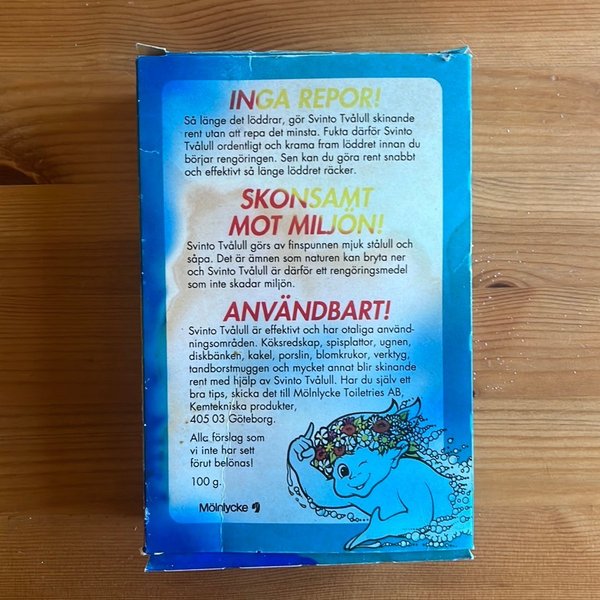 INGA REPOR!
Så länge det löddrar, gör Svinto Tvålull skinande
rent utan att repa det minsta. Fukta därför Svinto
Tvålull ordentligt och krama fram löddret innan du
börjar rengöringen. Sen kan du göra rent snabbt
och effektivt så länge löddret räcker.
SKONSAMT
MOT MILJÖN!
Svinto Tvålull görs av finspunnen mjuk stålull och
såpa. Det är ämnen som naturen kan bryta ner
och Svinto Tvålull är därför ett rengöringsmedel
som inte skadar miljön.
ANVÄNDBART!
Svinto Tvålull är effektivt och har otaliga använd-
ningsområden. Köksredskap, spisplattor, ugnen,
diskbänken, kakel, porslin, blomkrukor, verktyg,
tandborstmuggen och mycket annat blir skinande
rent med hjälp av Svinto Tvålull. Har du själv ett
bra tips, skicka det till Mölnlycke Toiletries AB,
Kemtekniska produkter,
405 03 Göteborg.
Alla förslag som
vi inte har sett
förut belönas!
100 g.
Mölnlycke